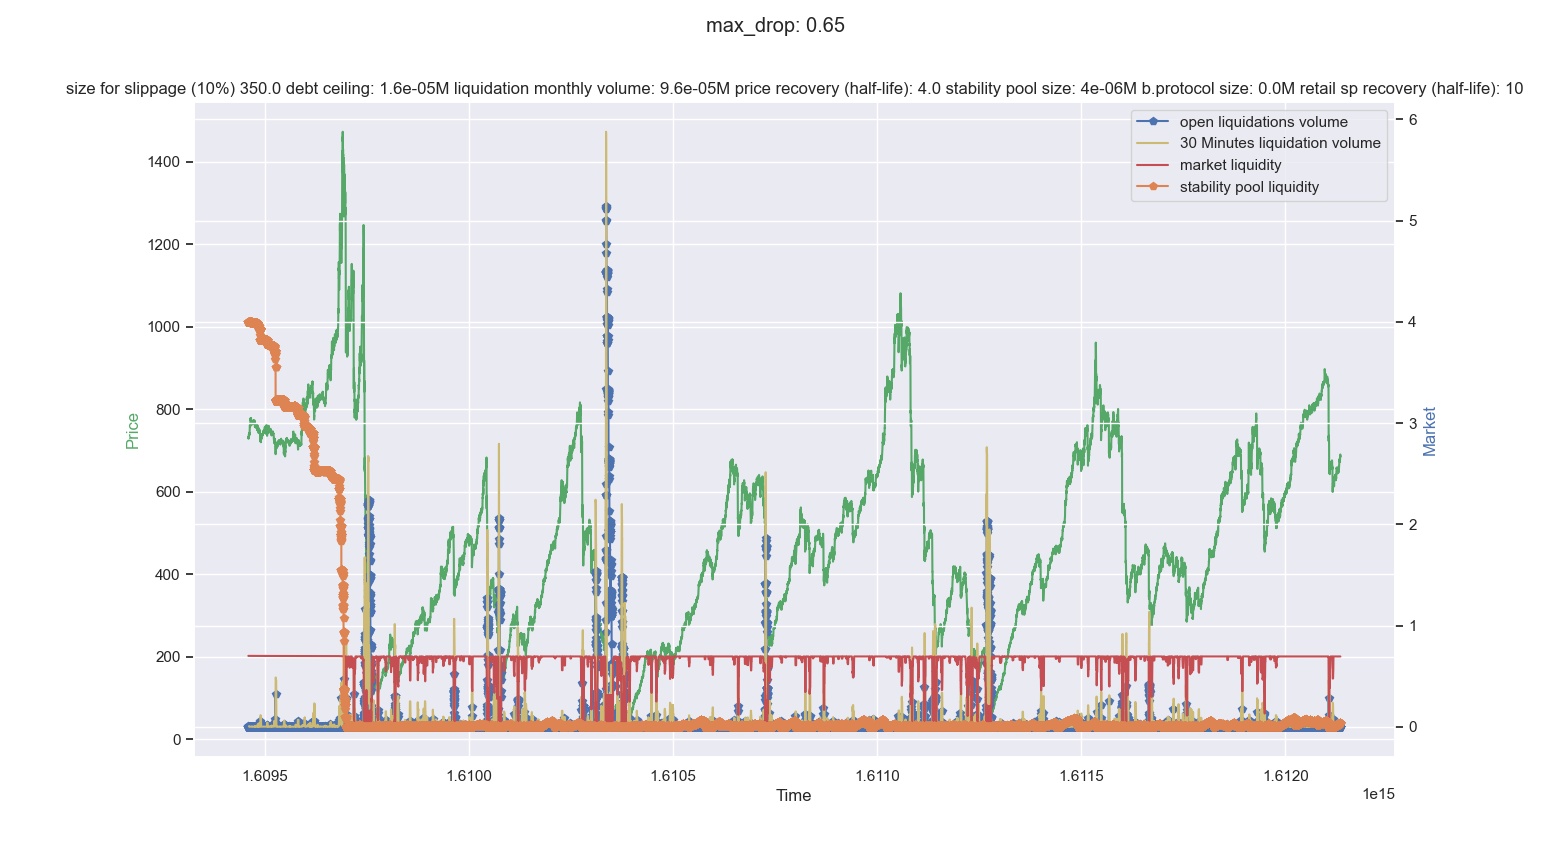 max_drop: 0.65
size for slippage (10%) 350.0 debt ceiling: 1.6e-05M liquidation monthly volume: 9.6e-05M price recovery (half-life): 4.0 stability pool size: 4e-06M b.protocol size: 0.0M retail sp recovery (half-life): 10
open liquidations volume
30 Minutes liquidation volume
market liquidity
stability pool liquidity
1400
1200
1000
800
600
400
200
0
Price
6
5
4
3
2
1
0
Market
1.6095
1.6100
1.6105
1.6110
1.6115
1.6120
1e15
Time